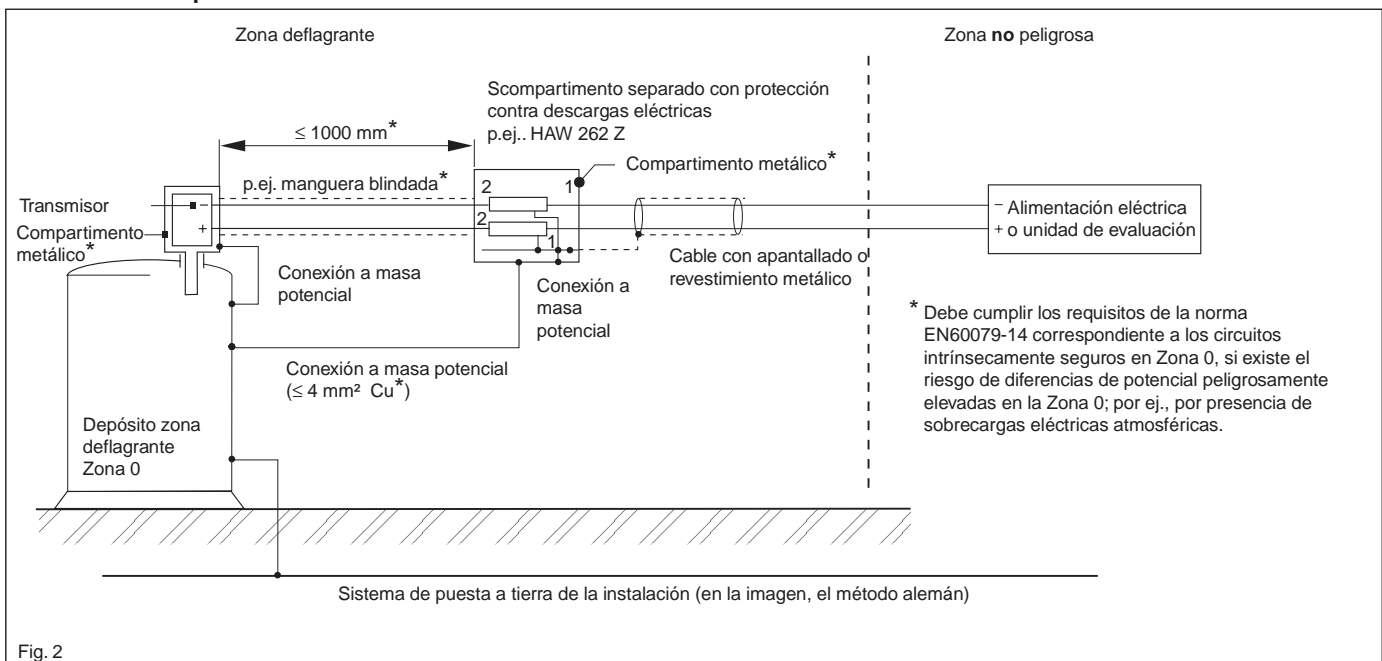 Zona deflagrante
Zona no peligrosa
Scompartimento separado con protección
contra descargas eléctricas
p.ej.. HAW 262 Z
≤ 1000 mm*
Compartimento metálico*
p.ej. manguera blindada*
2
1
Transmisor
−
− Alimentación eléctrica
Compartimento
metálico*
+
2
1
+ o unidad de evaluación
Cable con apantallado o
revestimiento metálico
Conexión a masa
potencial
Conexión a
masa
potencial
* Debe cumplir los requisitos de la norma
EN60079-14 correspondiente a los circuitos
intrínsecamente seguros en Zona 0, si existe el
riesgo de diferencias de potencial peligrosamente
elevadas en la Zona 0; por ej., por presencia de
sobrecargas eléctricas atmosféricas.
Conexión a masa potencial
(≤ 4 mm² Cu*)
Depósito zona
deflagrante
Zona 0
Sistema de puesta a tierra de la instalación (en la imagen, el método alemán)
Fig. 2